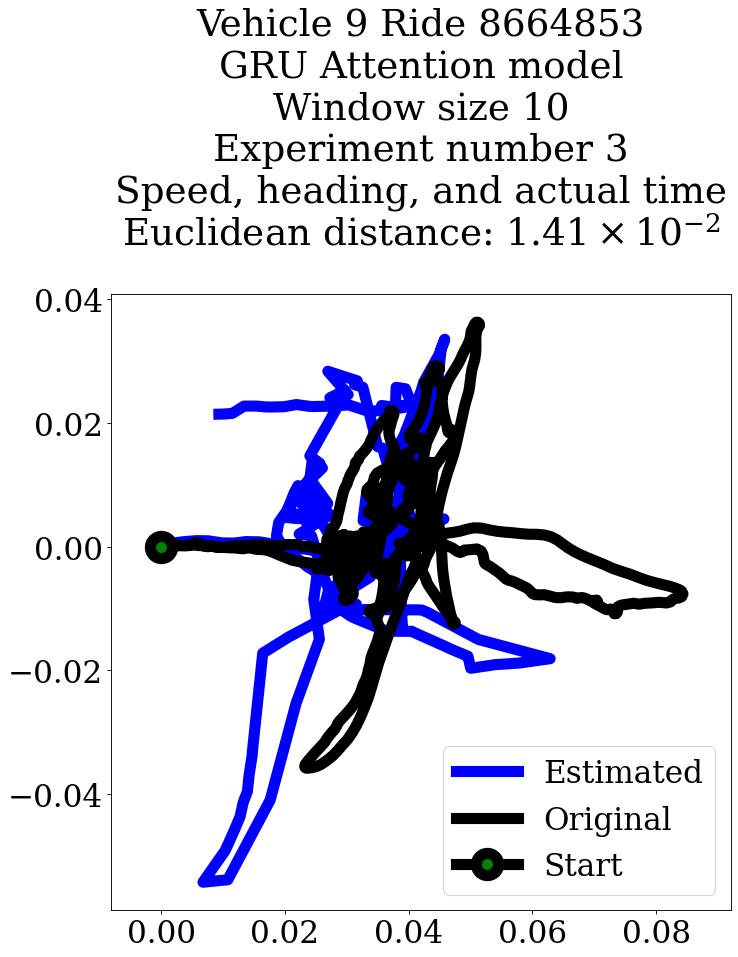 Vehicle 9 Ride 8664853
GRU Attention model
Window size 10
Experiment number 3
Speed, heading, and actual time
Euclidean distance: 1.41 × 10⁻²
0.04
0.02
0.00
−0.02
−0.04
Estimated
Original
Start
0.00 0.02 0.04 0.06 0.08